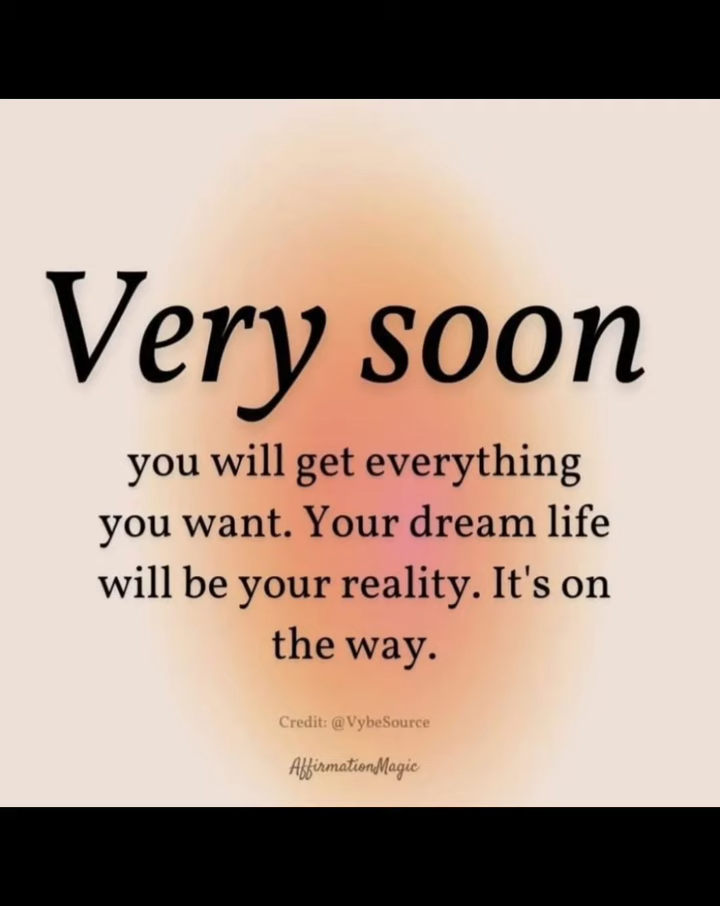 Very soon
you will get everything
you want. Your dream life
will be your reality. It's on
the way.
Credit: @VybeSource
AffirmationMagic